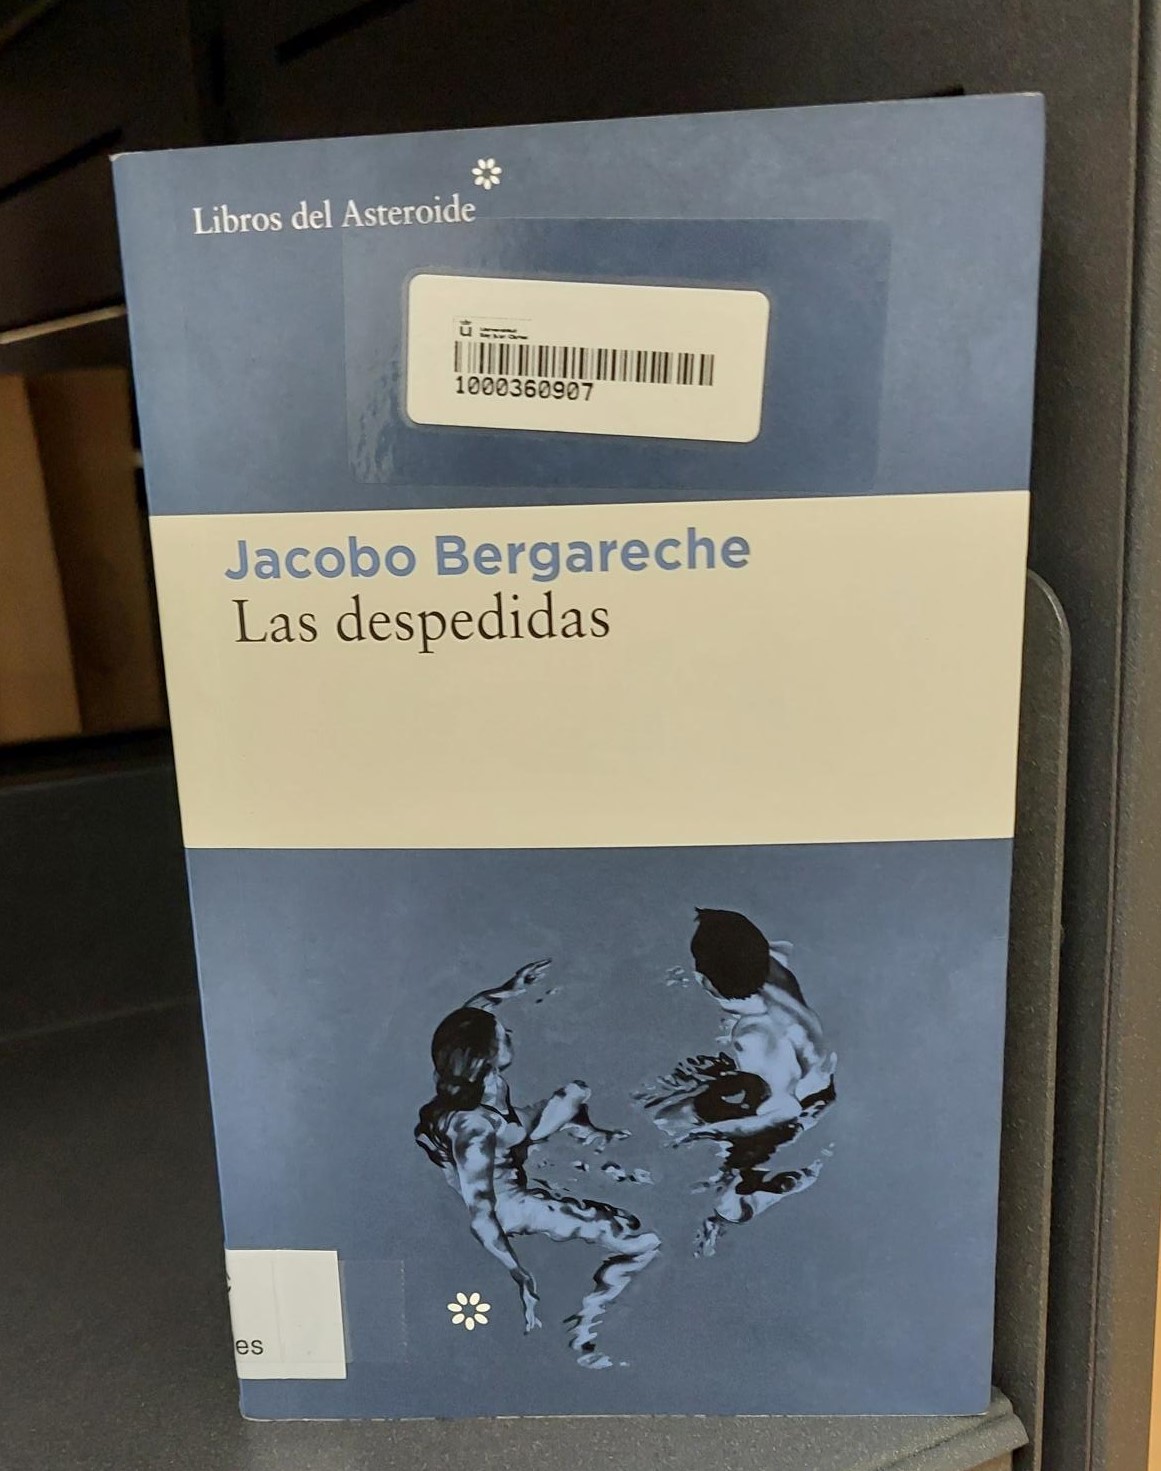 Libros del Asteroide
1000360907
Jacobo Bergareche
Las despedidas
es